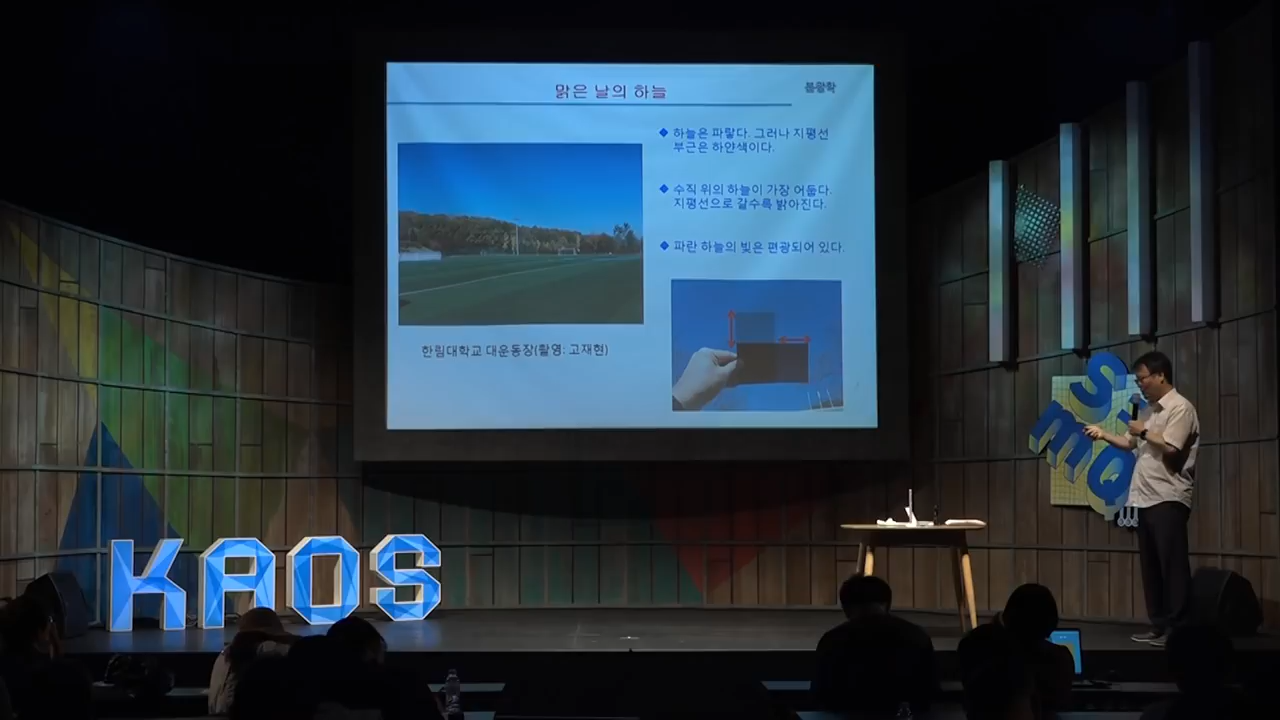 맑은 날의 하늘
분광학
하늘은 파랗다. 그러나 지평선
부근은 하얀색이다.
수직 위의 하늘이 가장 어둡다.
지평선으로 갈수록 밝아진다.
파란 하늘의 빛은 편광되어 있다.
한림대학교 대운동장(촬영: 고재현)
KAOS